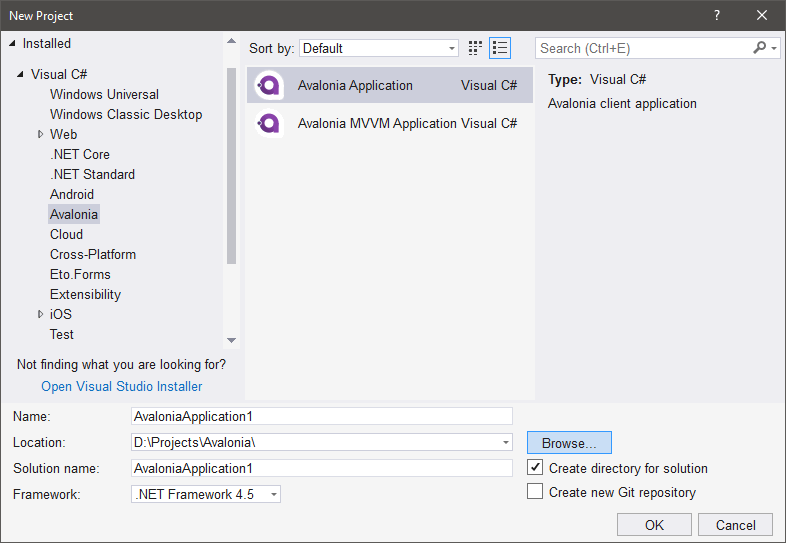 New Project
?
Installed
Visual C#
Windows Universal
Windows Classic Desktop
Web
.NET Core
.NET Standard
Android
Avalonia
Cloud
Cross-Platform
Eto.Forms
Extensibility
iOS
Test
Not finding what you are looking for?
Open Visual Studio Installer
Sort by: Default
Avalonia Application Visual C#
Avalonia MVVM Application Visual C#
Search (Ctrl+E)
Type: Visual C#
Avalonia client application
Name: AvaloniaApplication1
Location: D:\Projects\Avalonia\ Browse...
Solution name: AvaloniaApplication1 Create directory for solution
Framework: .NET Framework 4.5 Create new Git repository
OK Cancel